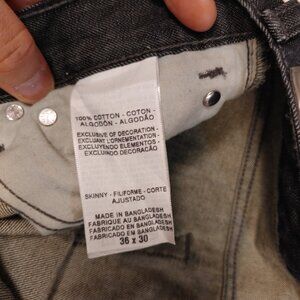 100% COTTON - COTON -
ALGODÓN - ALGODÃO
EXCLUSIVE OF DECORATION -
EXCLUANT L'ORNEMENTATION -
EXCLUYENDO ELEMENTOS -
EXCLUINDO DECORAÇÃO
SKINNY - FILIFORME - CORTE
AJUSTADO
MADE IN BANGLADESH
FABRIQUE AU BANGLADESH
FABRICADO EN BANGLADESH
FABRICADO EM BANGLADESH
36 x 30